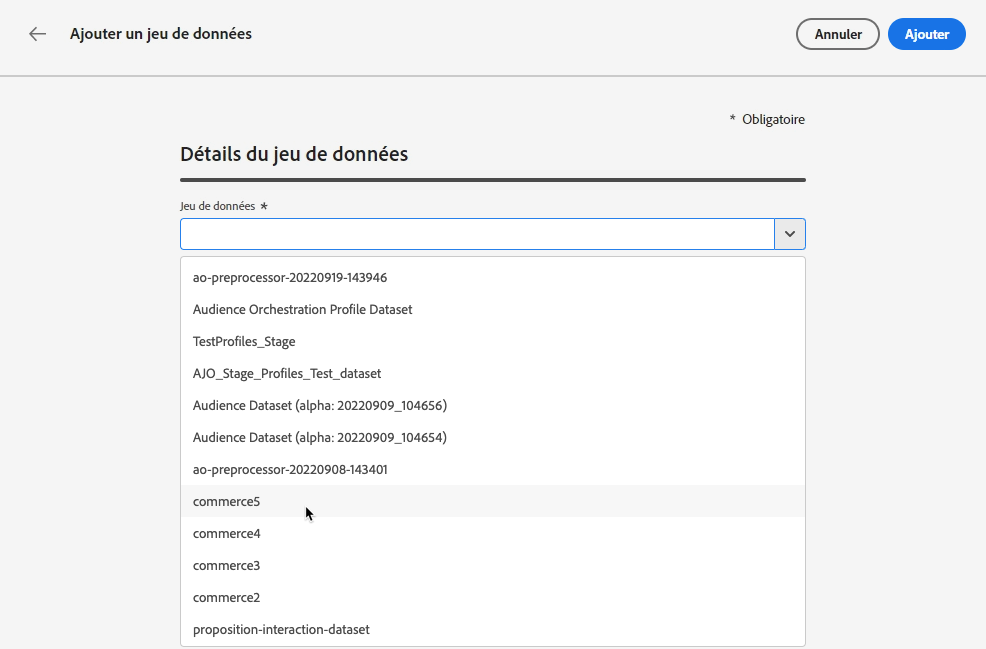 Ajouter un jeu de données
Annuler
Ajouter
* Obligatoire
Détails du jeu de données
Jeu de données *
ao-preprocessor-20220919-143946
Audience Orchestration Profile Dataset
TestProfiles_Stage
AJO_Stage_Profiles_Test_dataset
Audience Dataset (alpha: 20220909_104656)
Audience Dataset (alpha: 20220909_104654)
ao-preprocessor-20220908-143401
commerce5
commerce4
commerce3
commerce2
proposition-interaction-dataset